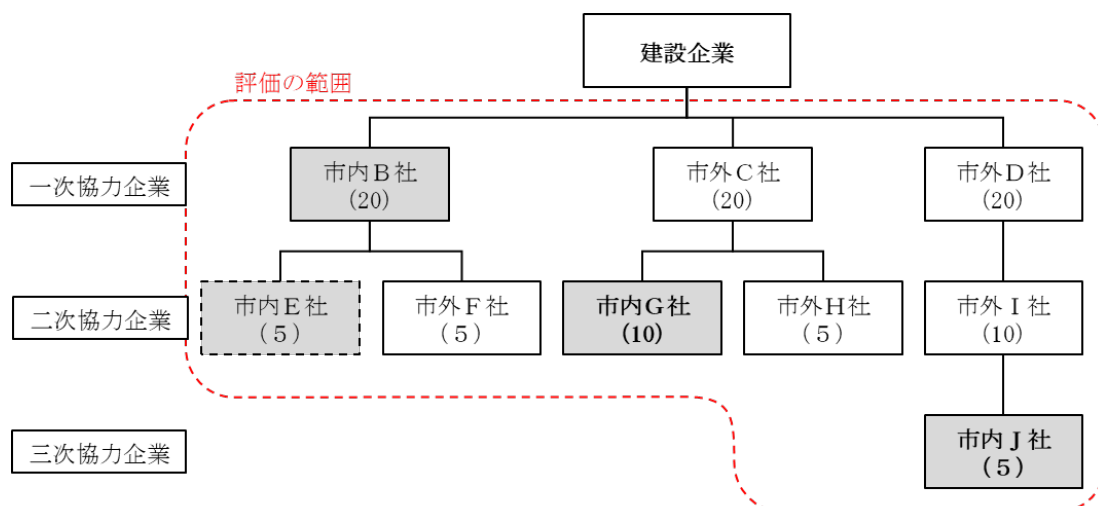 建設企業
評価の範囲
一次協力企業
市内Ｂ社
(20)
市外Ｃ社
(20)
市外Ｄ社
(20)
二次協力企業
市内Ｅ社
（５）
市外Ｆ社
（５）
市内Ｇ社
(10)
市外Ｈ社
（５）
市外Ｉ社
(10)
三次協力企業
市内Ｊ社
（５）